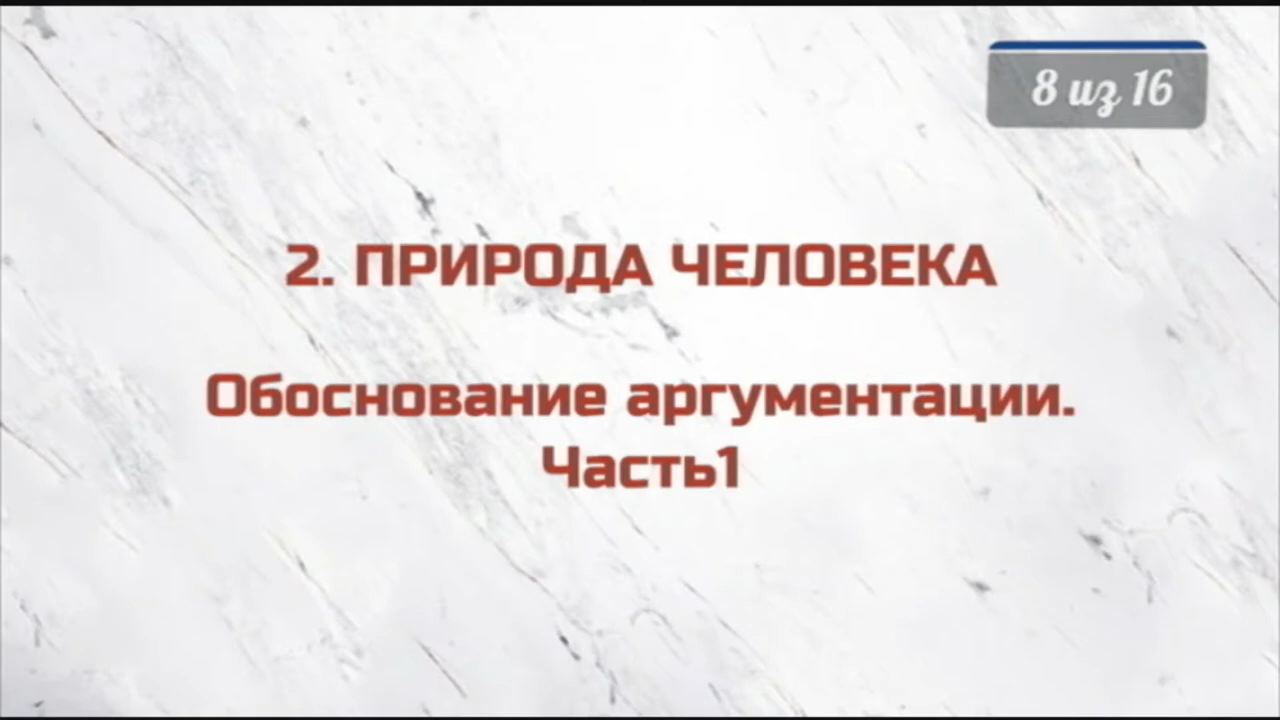 8 из 16
2. ПРИРОДА ЧЕЛОВЕКА
Обоснование аргументации.
Часть1